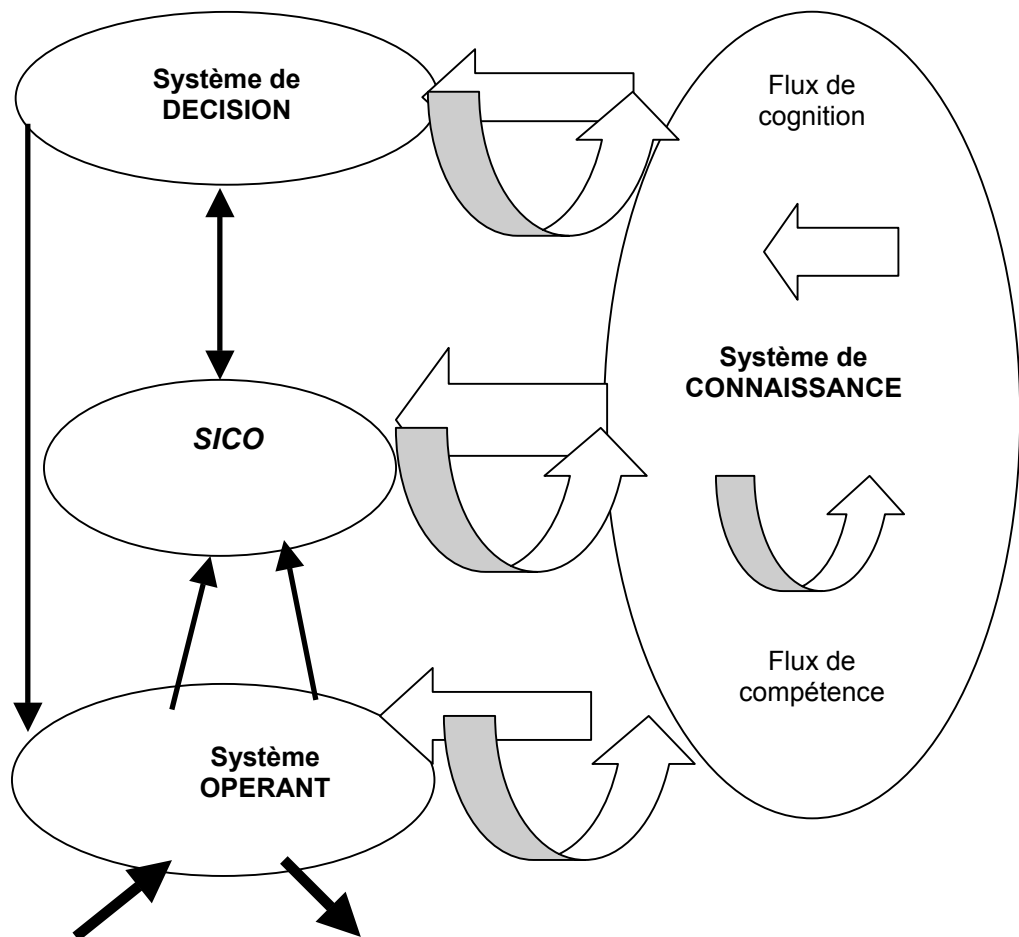 Système de
DECISION
Flux de
cognition
Système de
CONNAISSANCE
SICO
Flux de
compétence
Système
OPERANT